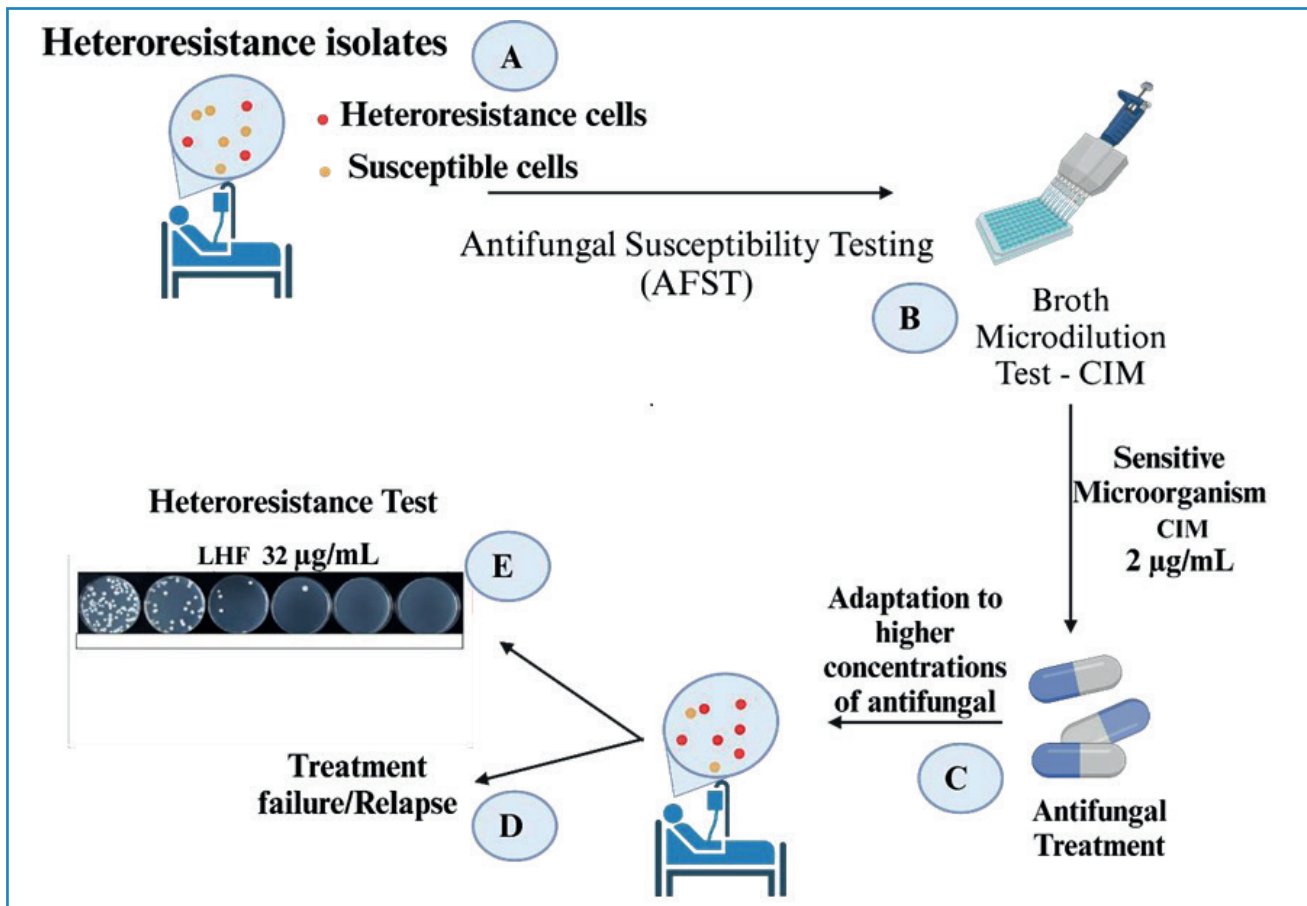 Heteroresistance isolates
A
• Heteroresistance cells
• Susceptible cells
Antifungal Susceptibility Testing
(AFST)
B
Broth
Microdilution
Test - CIM
Sensitive
Microorganism
CIM
2 µg/mL
Antifungal
Treatment
C
Adaptation to
higher
concentrations
of antifungal
Treatment
failure/Relapse
D
Heteroresistance Test
LHF 32 µg/mL
E